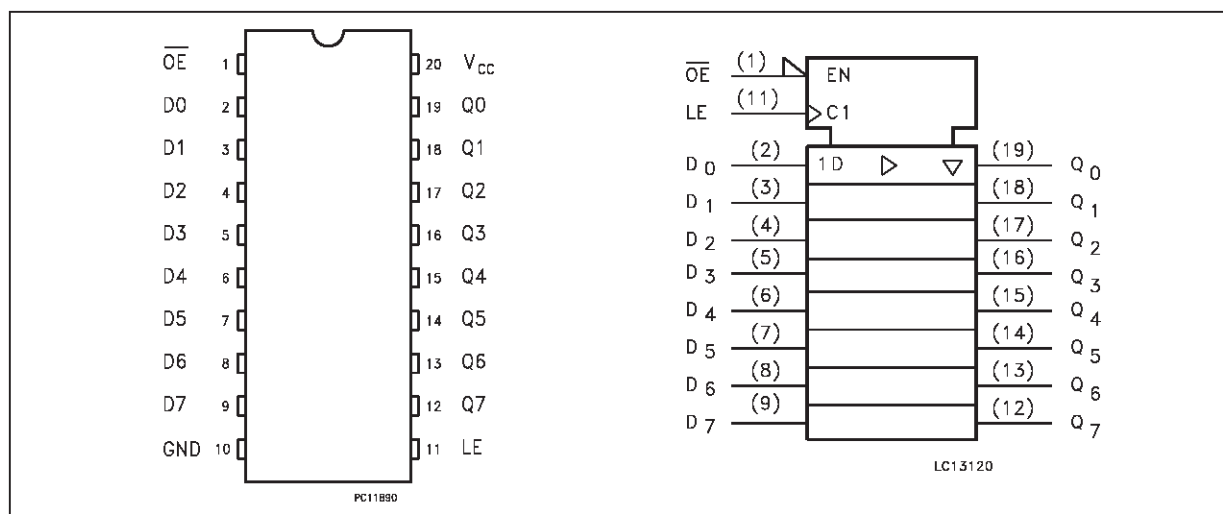 O̅E̅ 1 20 VCC
D0 2 19 Q0
D1 3 18 Q1
D2 4 17 Q2
D3 5 16 Q3
D4 6 15 Q4
D5 7 14 Q5
D6 8 13 Q6
D7 9 12 Q7
GND 10 11 LE
PC11890
O̅E̅ (1) EN
LE (11) C1
D0 (2) 1D (19) Q0
D1 (3) (18) Q1
D2 (4) (17) Q2
D3 (5) (16) Q3
D4 (6) (15) Q4
D5 (7) (14) Q5
D6 (8) (13) Q6
D7 (9) (12) Q7
LC13120